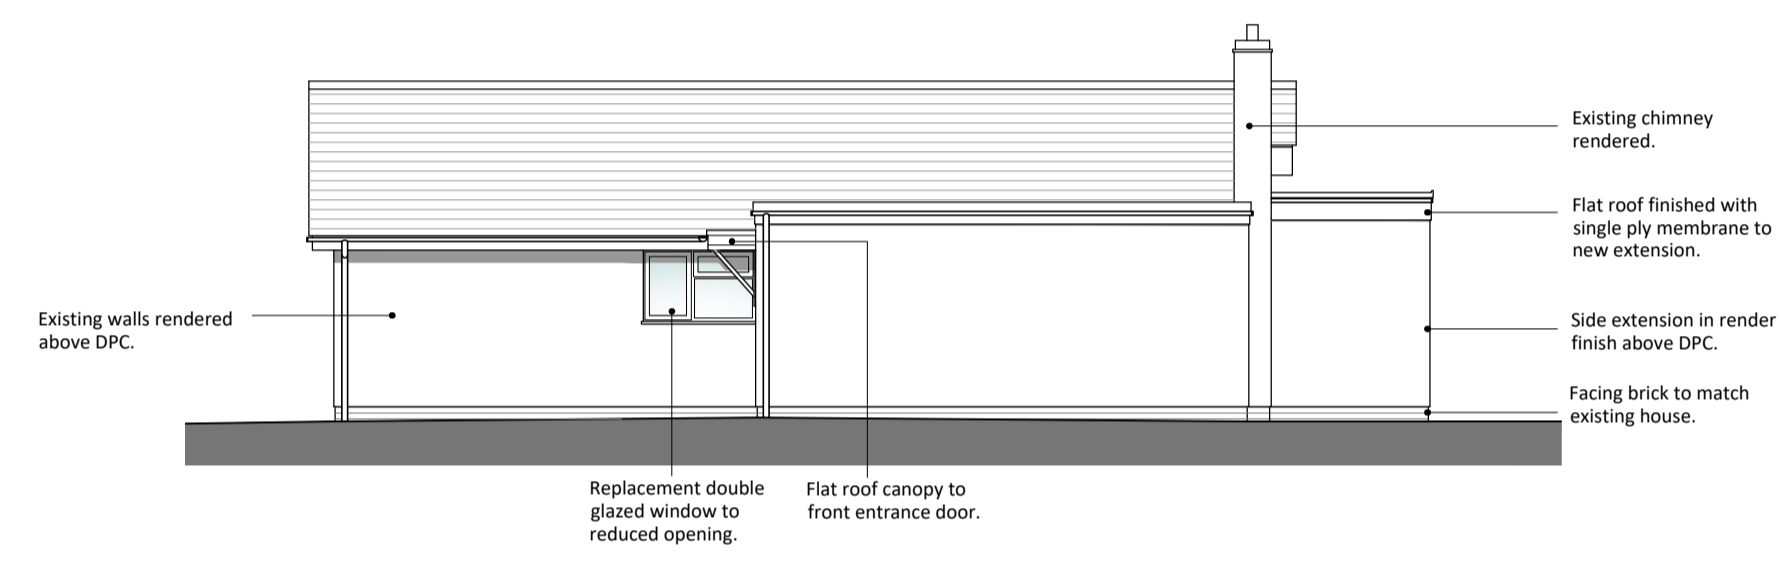 Existing chimney
rendered.
Flat roof finished with
single ply membrane to
new extension.
Existing walls rendered
above DPC.
Side extension in render
finish above DPC.
Facing brick to match
existing house.
Replacement double
glazed window to
reduced opening.
Flat roof canopy to
front entrance door.